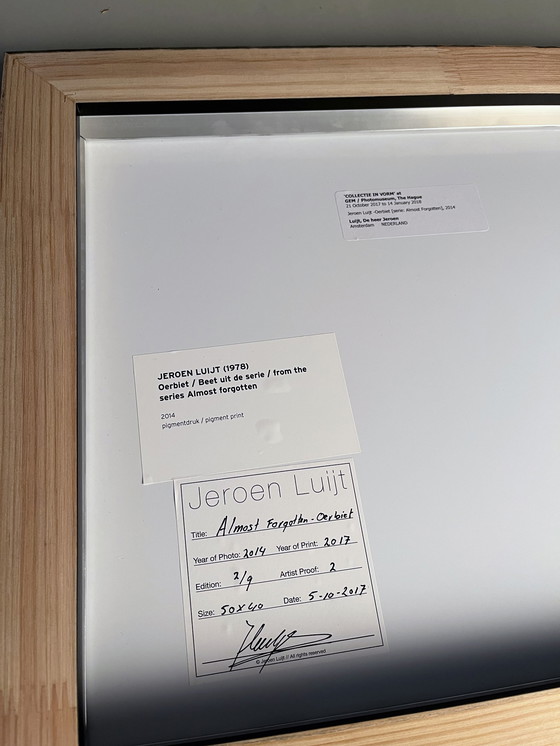 'COLLECTIE IN VORM' at
GEM / Photomuseum, The Hague
21 October 2017 to 14 January 2018
Jeroen Luijt -Oerbiet [serie: Almost Forgotten], 2014
Luijt, De heer Jeroen
Amsterdam NEDERLAND
JEROEN LUIJT (1978)
Oerbiet / Beet uit de serie / from the
series Almost forgotten
2014
pigmentdruk / pigment print
Jeroen Luijt
Title: Almost Forgotten - Oerbiet
Year of Photo: 2014 Year of Print: 2017
Edition: 2/9 Artist Proof: 2
Size: 50x40 Date: 5-10-2017
© Jeroen Luijt // All rights reserved